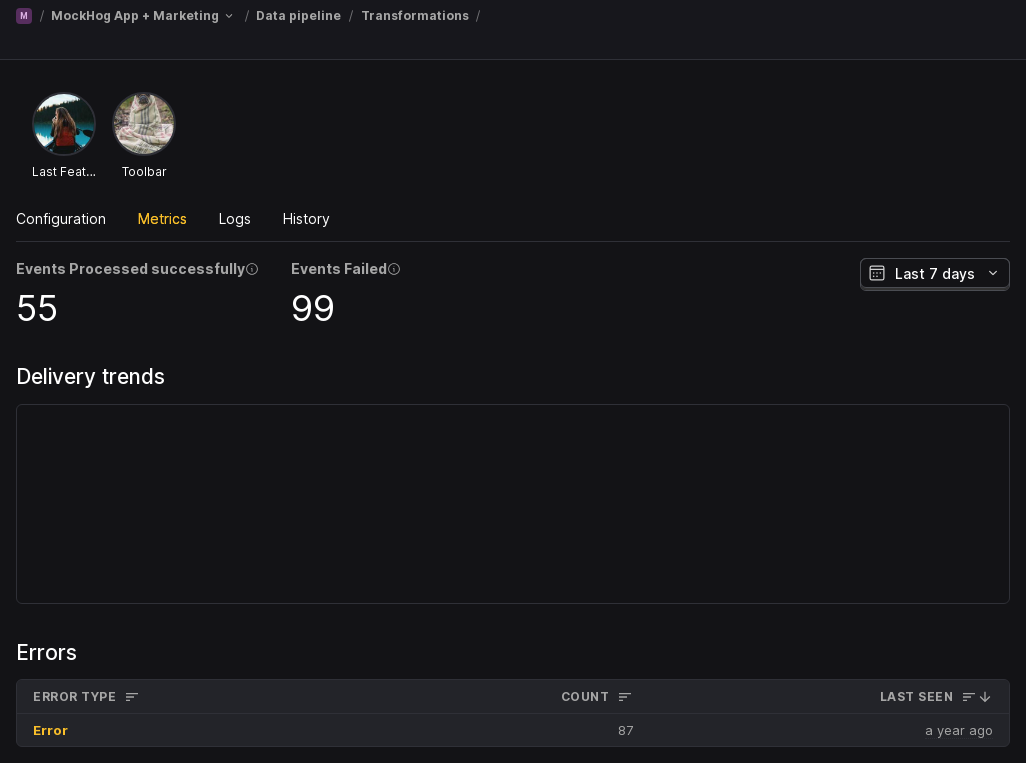 M / MockHog App + Marketing / Data pipeline / Transformations /
Last Feat... Toolbar
Configuration Metrics Logs History
Events Processed successfully Events Failed Last 7 days
55 99
Delivery trends
Errors
ERROR TYPE COUNT LAST SEEN
Error 87 a year ago